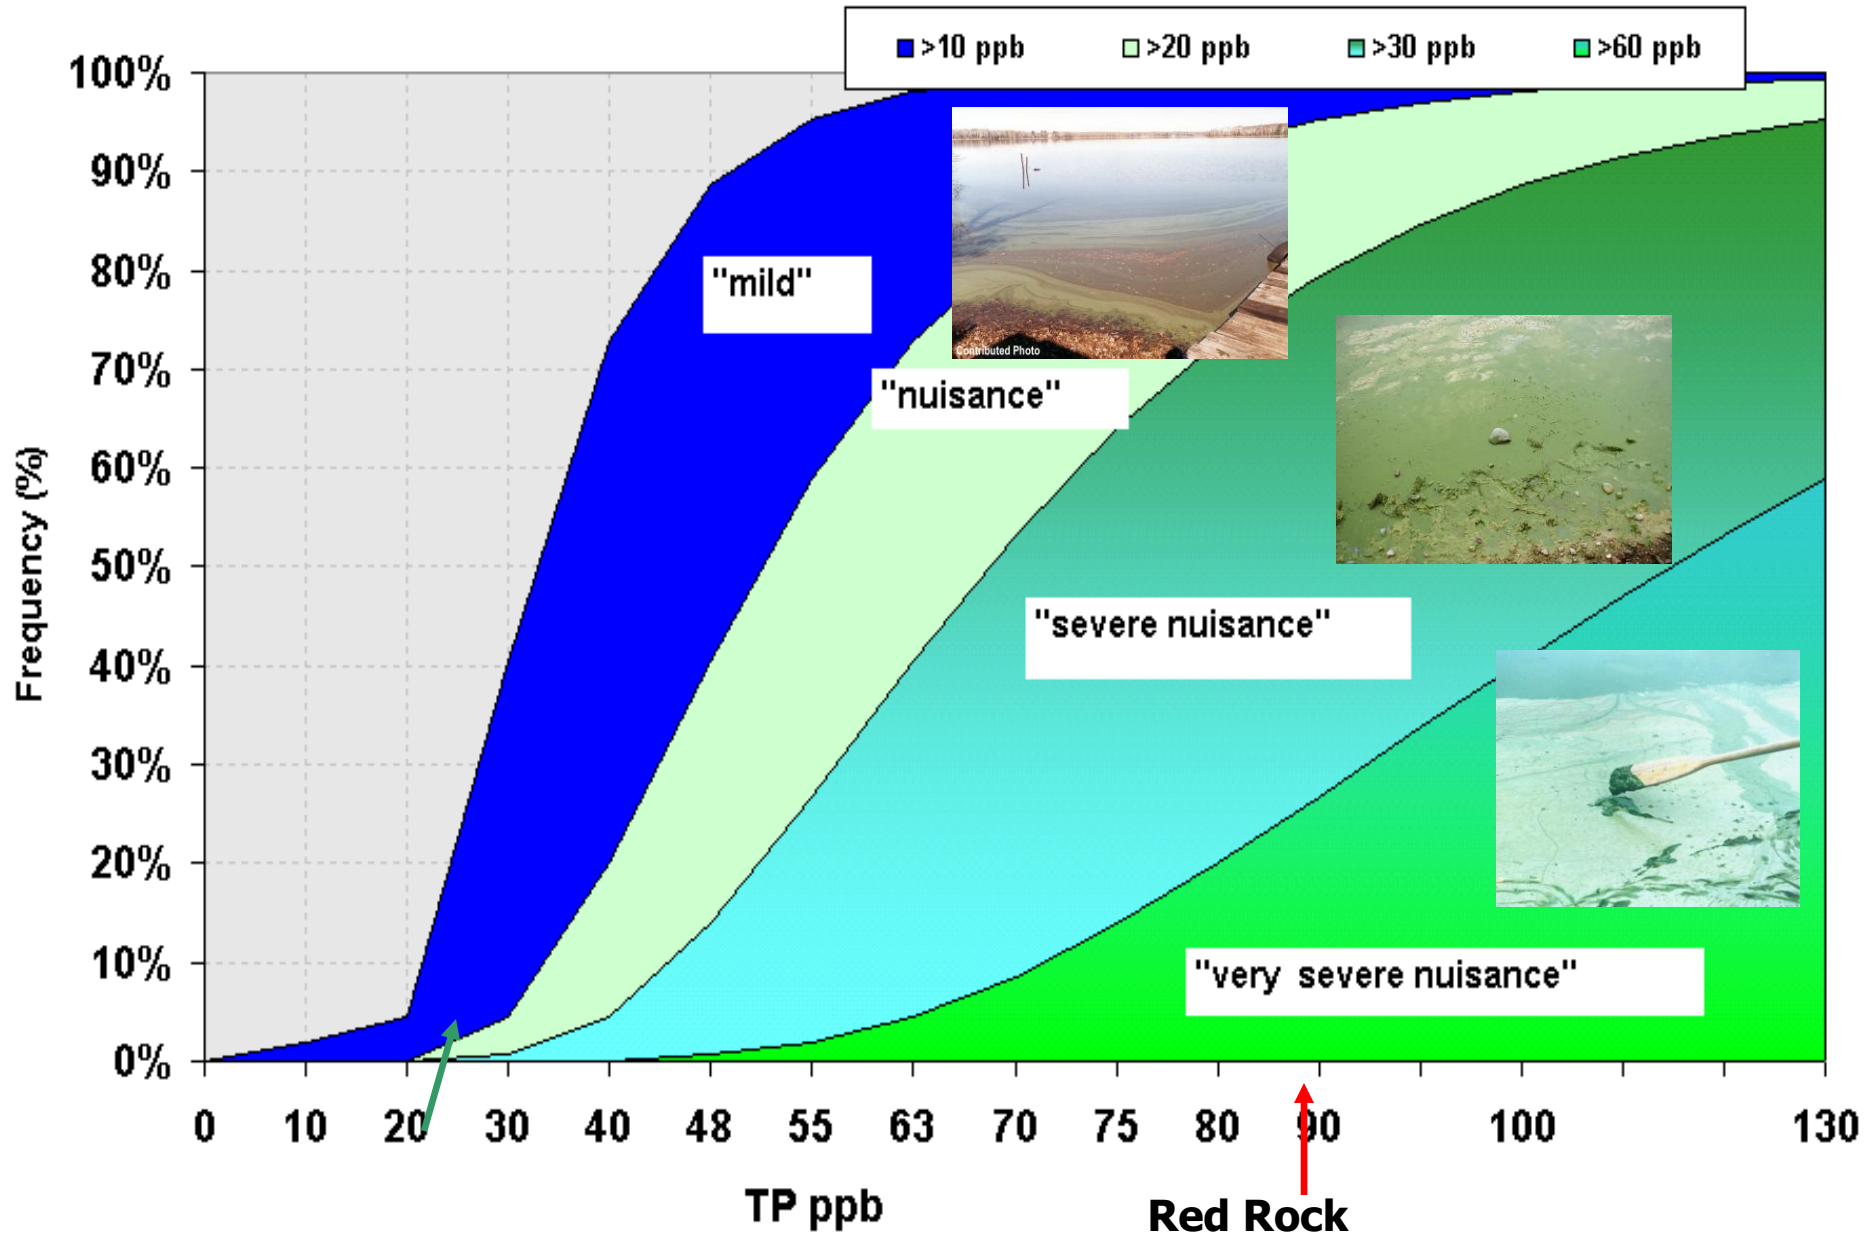 >10 ppb >20 ppb >30 ppb >60 ppb
100%
90%
80%
70%
60%
50%
40%
30%
20%
10%
0%
Frequency (%)
"mild"
Contributed Photo
"nuisance"
"severe nuisance"
"very severe nuisance"
0 10 20 30 40 48 55 63 70 75 80 90 100 130
TP ppb
Red Rock